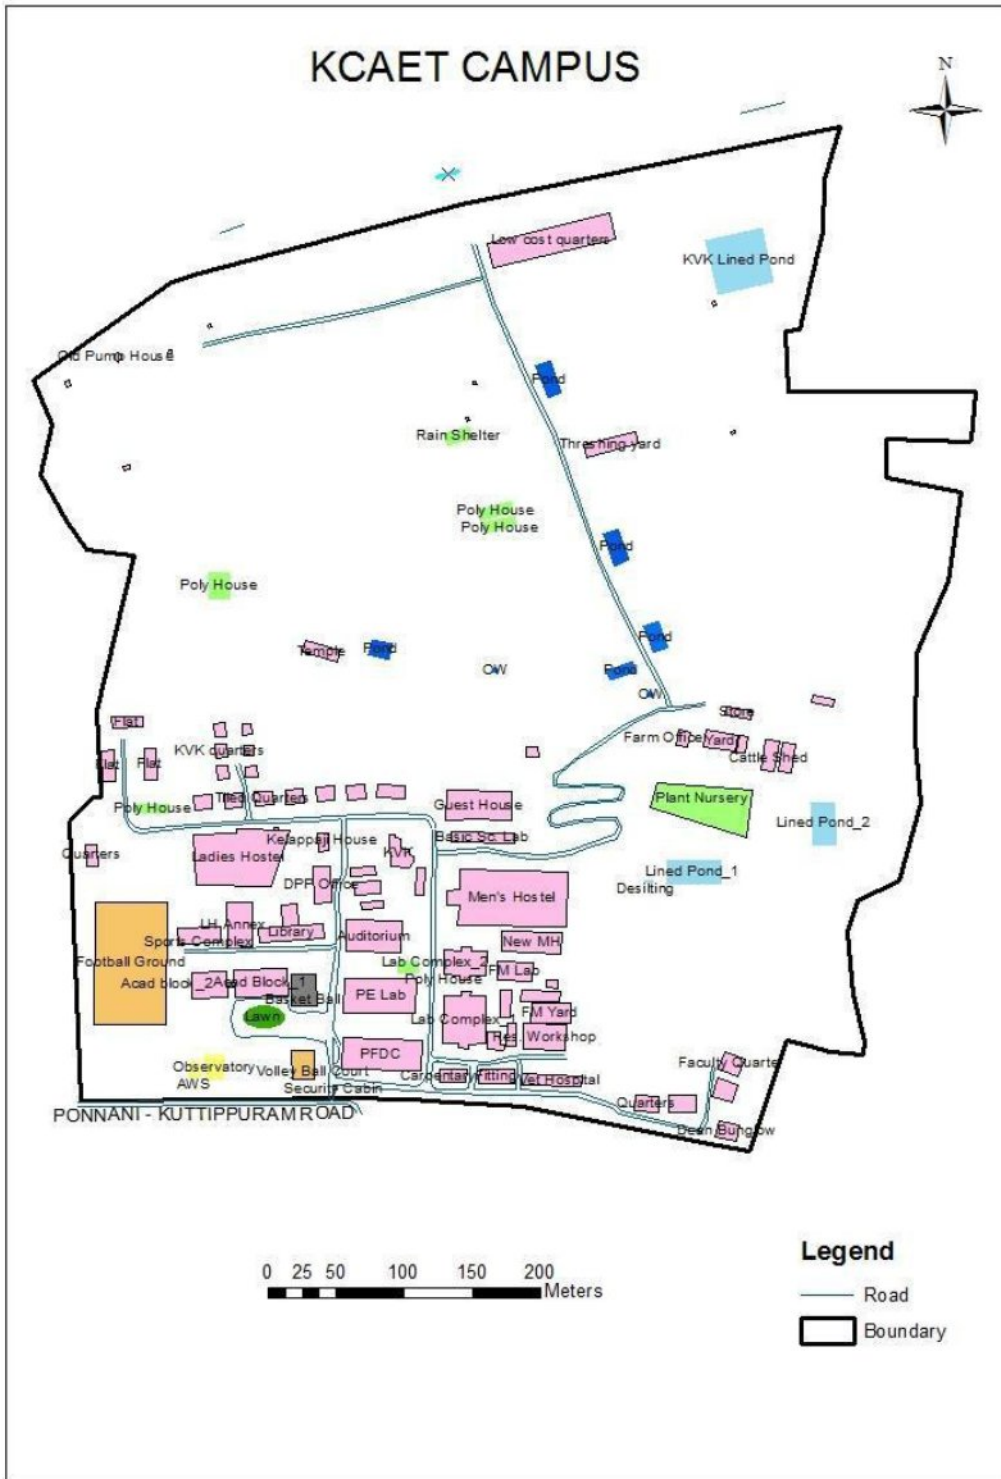 KCAET CAMPUS
N
Low cost quarters
KVK Lined Pond
Old Pump House
Pond
Rain Shelter
Threshing yard
Poly House
Poly House
Pond
Poly House
Pond
Temple
Pond
OW
Pond
OW
Store
Flat
Farm Office
Yard
KVK quarters
Cattle Shed
Flat
Flat
Plant Nursery
Tiled Quarters
Poly House
Guest House
Lined Pond_2
Basic Sc. Lab
Kelappaji House
Quarters
Ladies Hostel
KVK
Lined Pond_1
DPP Office
Desilting
Men's Hostel
LH Annex
Library
Auditorium
Sports Complex
New MH
Football Ground
Lab Complex_2
FM Lab
Acad block_2
Acad Block_1
Poly House
PE Lab
Basket Ball
Lawn
Lab Complex_
FM Yard
Res. Workshop
PFDC
Observatory
Volley Ball Court
Faculty Quarte
AWS
Carpentary
Fitting
Vet Hospital
Security Cabin
Quarters
PONNANI - KUTTIPPURAM ROAD
Dean Bunglow
Legend
0 25 50 100 150 200
Meters
Road
Boundary